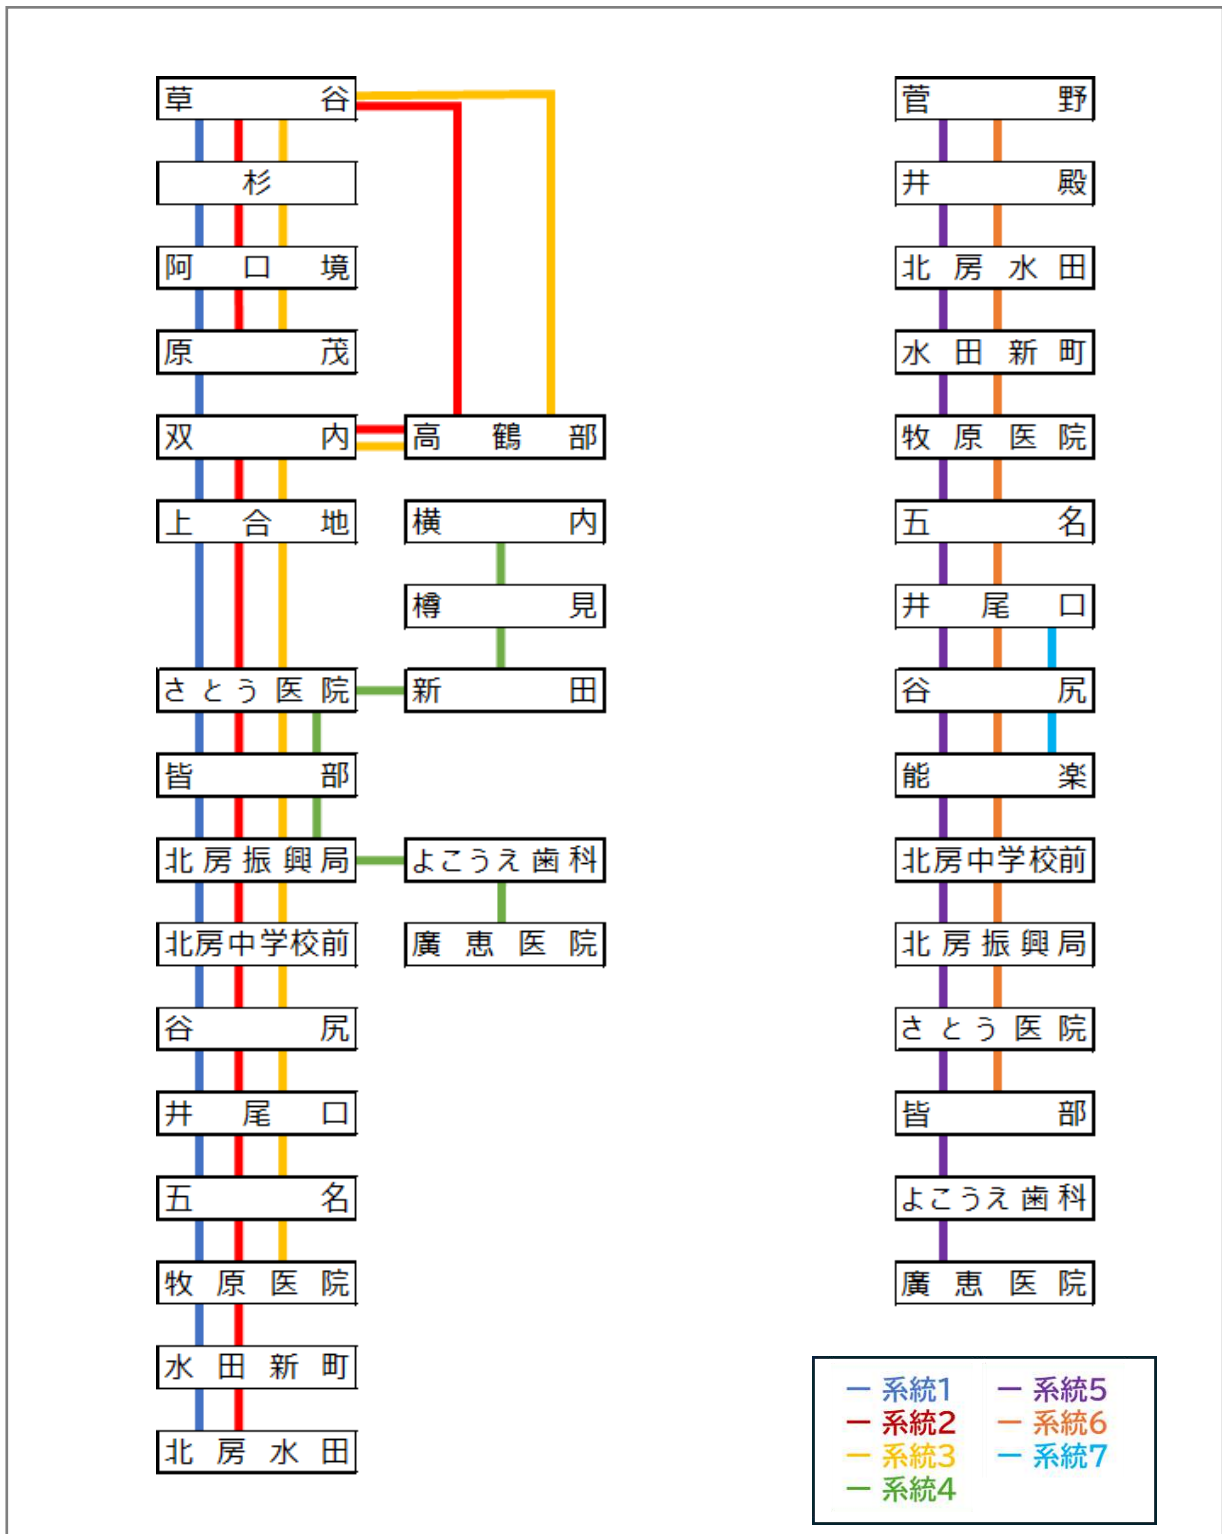 草谷
杉
阿口境
原茂
双内
高鶴部
上合地
横内
樽見
さとう医院
新田
皆部
北房振興局
よこうえ歯科
北房中学校前
廣恵医院
谷尻
井尾口
五名
牧原医院
水田新町
北房水田
菅野
井殿
北房水田
水田新町
牧原医院
五名
井尾口
谷尻
能楽
北房中学校前
北房振興局
さとう医院
皆部
よこうえ歯科
廣恵医院
系統1
系統2
系統3
系統4
系統5
系統6
系統7